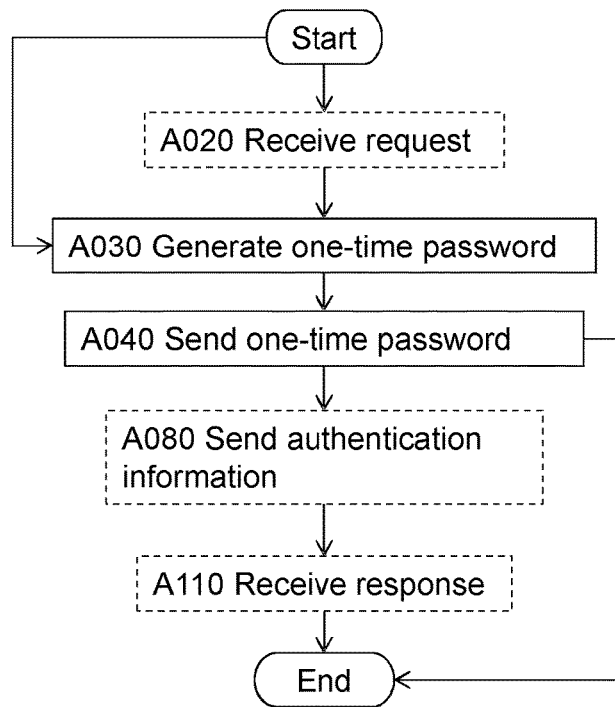 Start
A020 Receive request
A030 Generate one-time password
A040 Send one-time password
A080 Send authentication
information
A110 Receive response
End